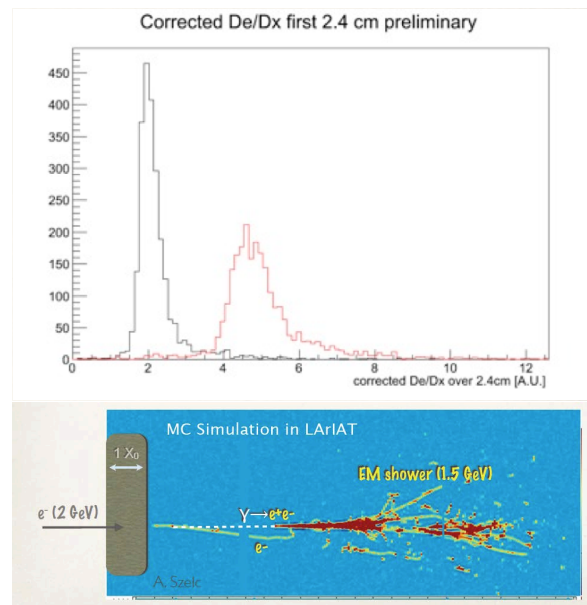 Corrected De/Dx first 2.4 cm preliminary
450
400
350
300
250
200
150
100
50
0
0 2 4 6 8 10 12
corrected De/Dx over 2.4cm [A.U.]
MC Simulation in LArIAT
1 X₀
EM shower (1.5 GeV)
e⁻ (2 GeV)
γ→e+e-
e-
A. Szelc